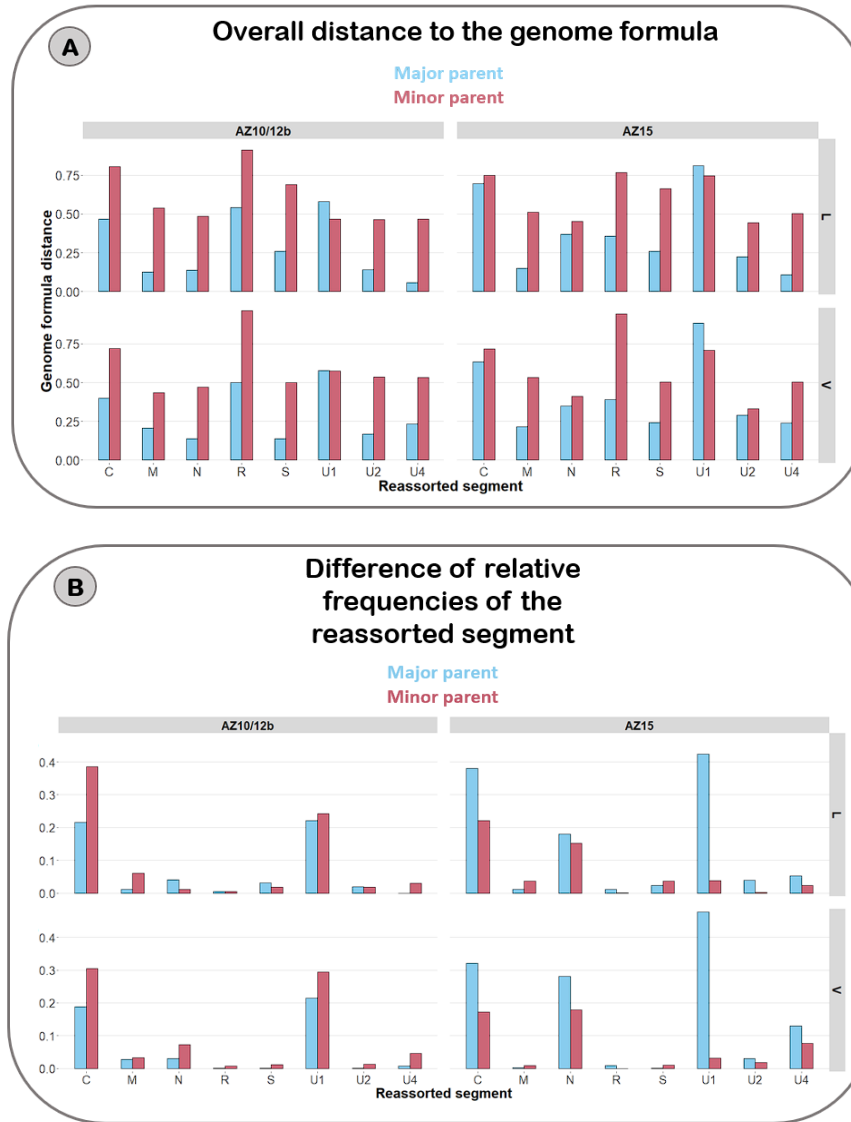 A
Overall distance to the genome formula
Major parent
Minor parent
AZ10/12b
AZ15
Genome formula distance
0.75
0.50
0.25
0.00
L
0.75
0.50
0.25
0.00
V
C M N R S U1 U2 U4
C M N R S U1 U2 U4
Reassorted segment
B
Difference of relative
frequencies of the
reassorted segment
Major parent
Minor parent
AZ10/12b
AZ15
0.4
0.3
0.2
0.1
0.0
L
0.4
0.3
0.2
0.1
0.0
V
C M N R S U1 U2 U4
C M N R S U1 U2 U4
Reassorted segment